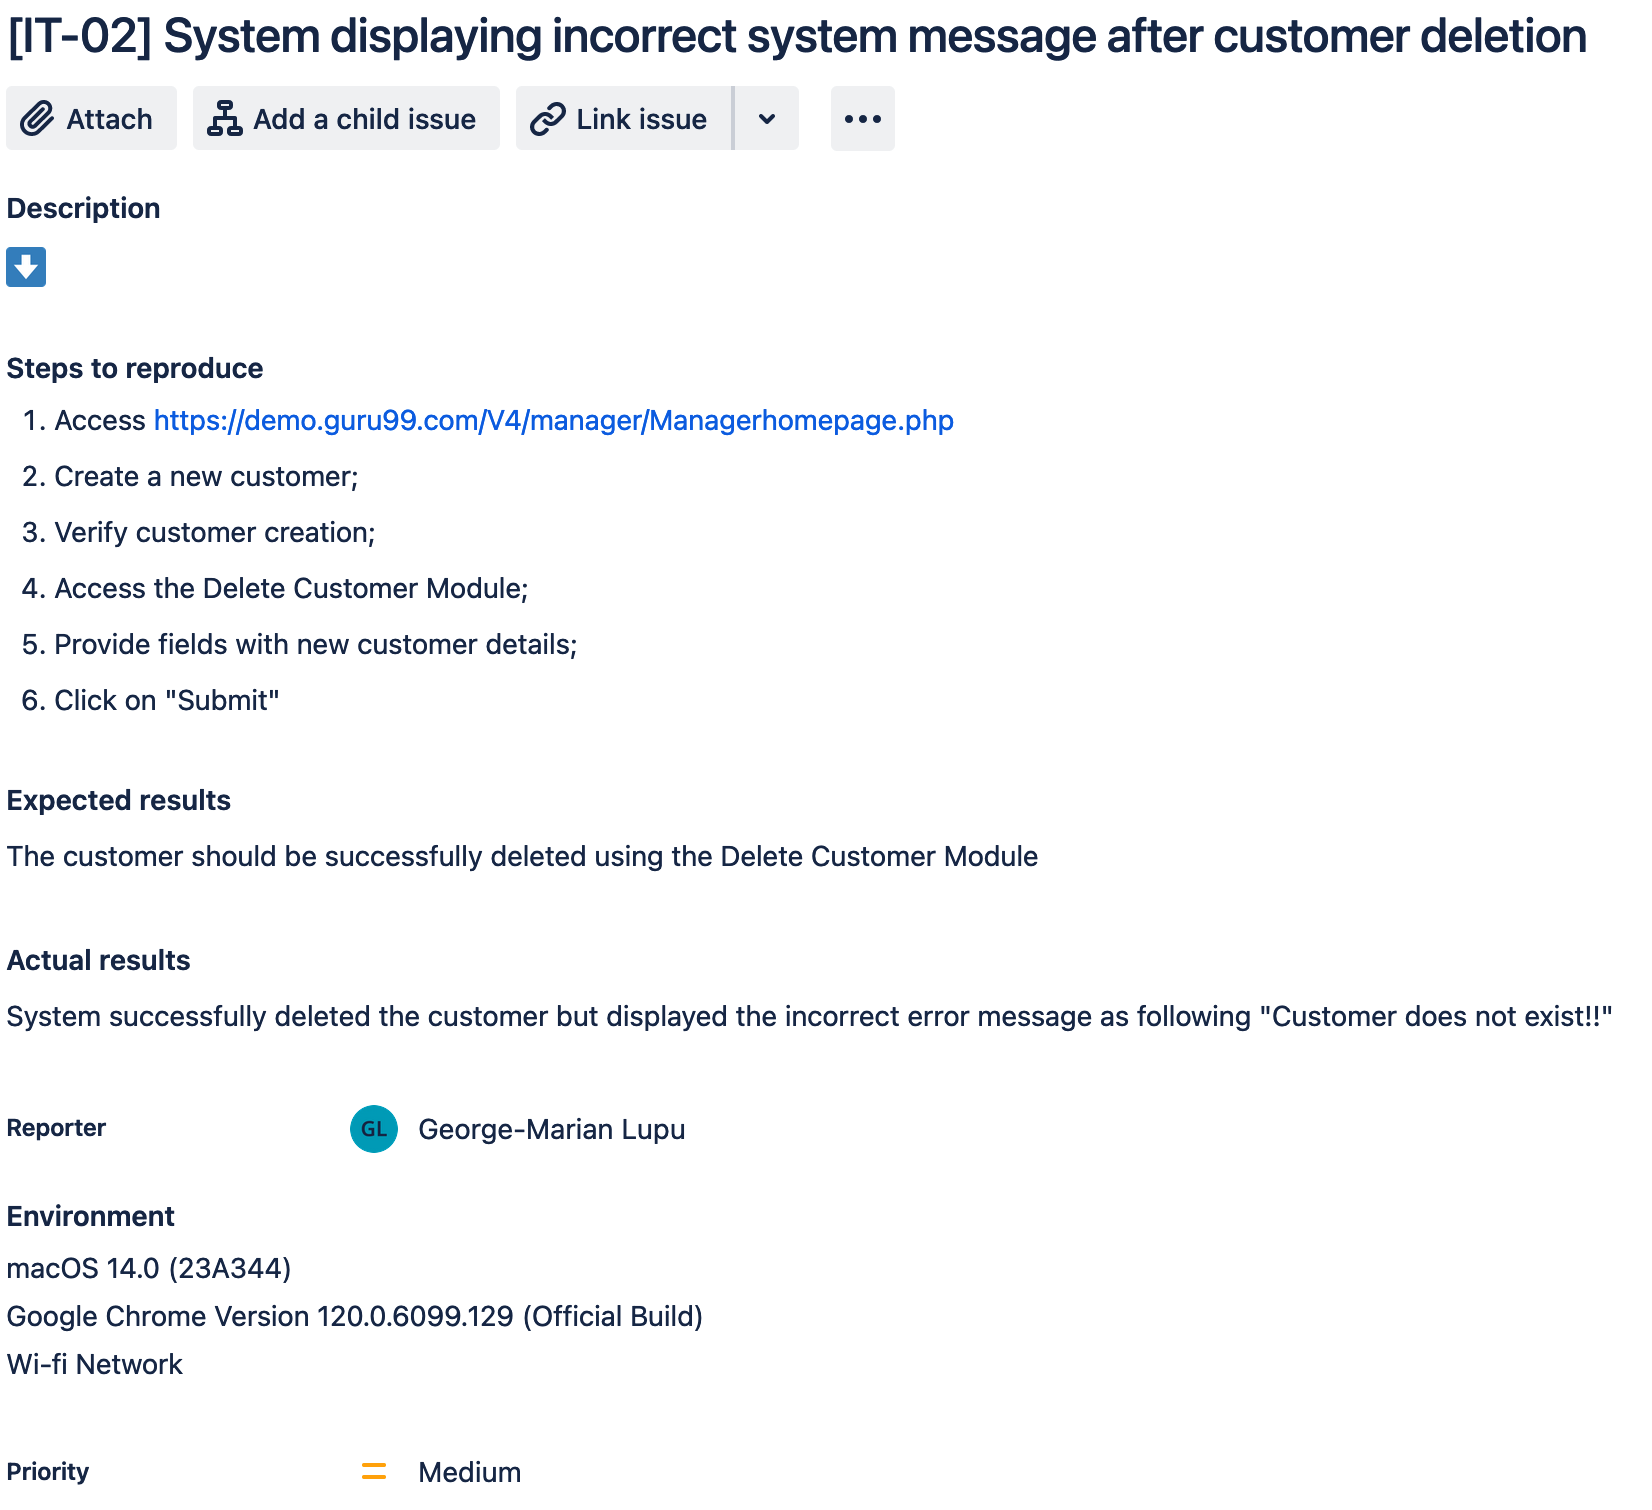 [IT-02] System displaying incorrect system message after customer deletion
Attach Add a child issue Link issue
Description
Steps to reproduce
1. Access https://demo.guru99.com/V4/manager/Managerhomepage.php
2. Create a new customer;
3. Verify customer creation;
4. Access the Delete Customer Module;
5. Provide fields with new customer details;
6. Click on "Submit"
Expected results
The customer should be successfully deleted using the Delete Customer Module
Actual results
System successfully deleted the customer but displayed the incorrect error message as following "Customer does not exist!!"
Reporter GL George-Marian Lupu
Environment
macOS 14.0 (23A344)
Google Chrome Version 120.0.6099.129 (Official Build)
Wi-fi Network
Priority Medium